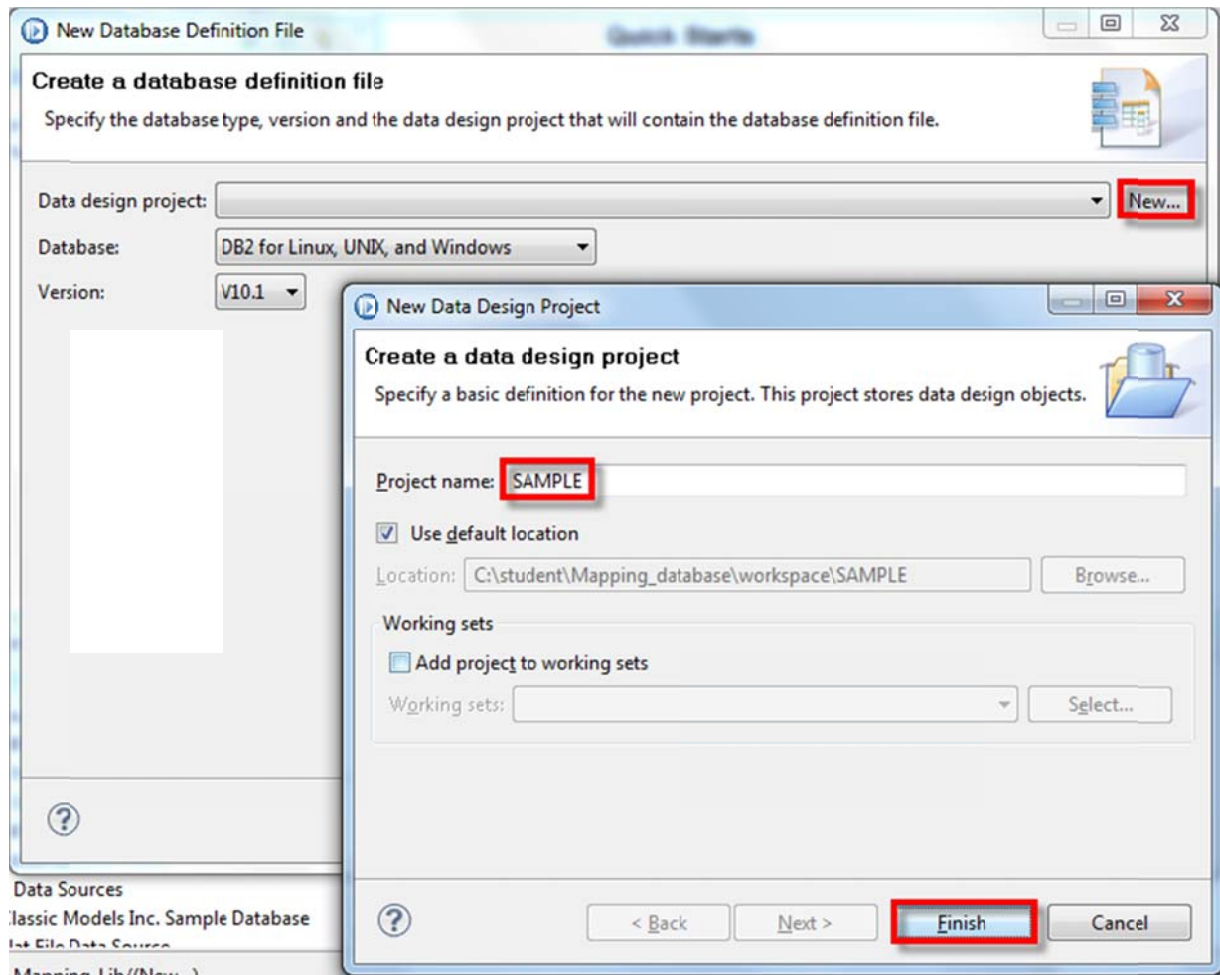 New Database Definition File
Create a database definition file
Specify the database type, version and the data design project that will contain the database definition file.
Data design project:
New...
Database:
DB2 for Linux, UNIX, and Windows
Version:
V10.1
New Data Design Project
Create a data design project
Specify a basic definition for the new project. This project stores data design objects.
Project name:
SAMPLE
Use default location
Location:
C:\student\Mapping_database\workspace\SAMPLE
Browse...
Working sets
Add project to working sets
Working sets:
Select...
< Back
Next >
Finish
Cancel
Data Sources
lassic Models Inc. Sample Database